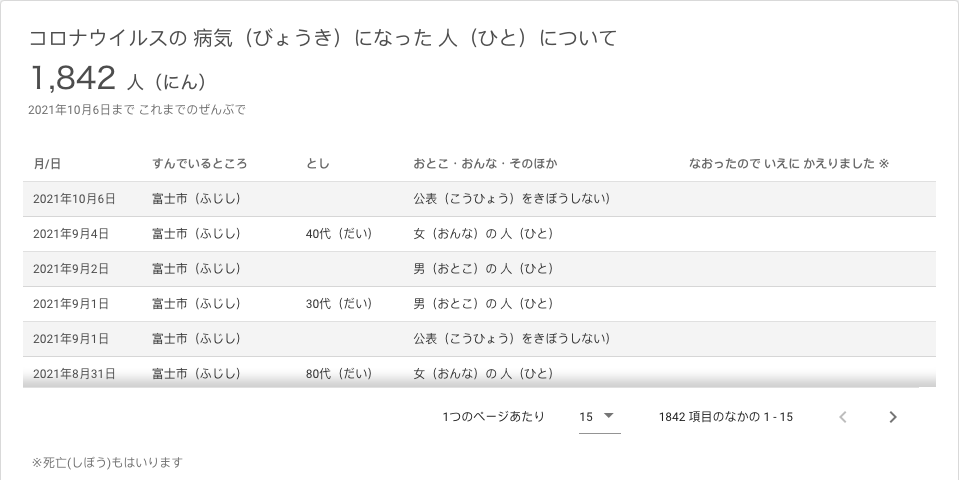 コロナウイルスの 病気（びょうき）になった 人（ひと）について
1,842 人（にん）
2021年10月6日まで これまでのぜんぶで
月/日 すんでいるところ とし おとこ・おんな・そのほか なおったので いえに かえりました ※
2021年10月6日 富士市（ふじし） 公表（こうひょう）をきぼうしない）
2021年9月4日 富士市（ふじし） 40代（だい） 女（おんな）の 人（ひと）
2021年9月2日 富士市（ふじし） 男（おとこ）の 人（ひと）
2021年9月1日 富士市（ふじし） 30代（だい） 男（おとこ）の 人（ひと）
2021年9月1日 富士市（ふじし） 公表（こうひょう）をきぼうしない）
2021年8月31日 富士市（ふじし） 80代（だい） 女（おんな）の 人（ひと）
1つのページあたり 15 1842 項目のなかの 1 - 15
※死亡(しぼう)もはいります